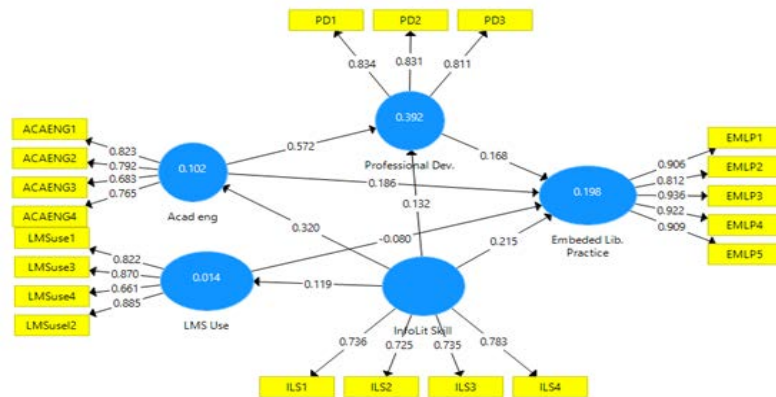 PD1 PD2 PD3
0.834 0.831 0.811
0.392
Professional Dev.
ACAENG1
ACAENG2
ACAENG3
ACAENG4
0.823
0.792
0.683
0.765
0.102
Acad eng
0.572
0.168
0.186
0.132
0.320
-0.080
0.215
0.119
EMLP1
EMLP2
EMLP3
EMLP4
EMLP5
0.906
0.812
0.936
0.922
0.909
0.198
Embeded Lib.
Practice
LMSuse1
LMSuse3
LMSuse4
LMSusel2
0.822
0.870
0.661
0.885
0.014
LMS Use
InfoLit Skill
0.736 0.725 0.735 0.783
ILS1 ILS2 ILS3 ILS4